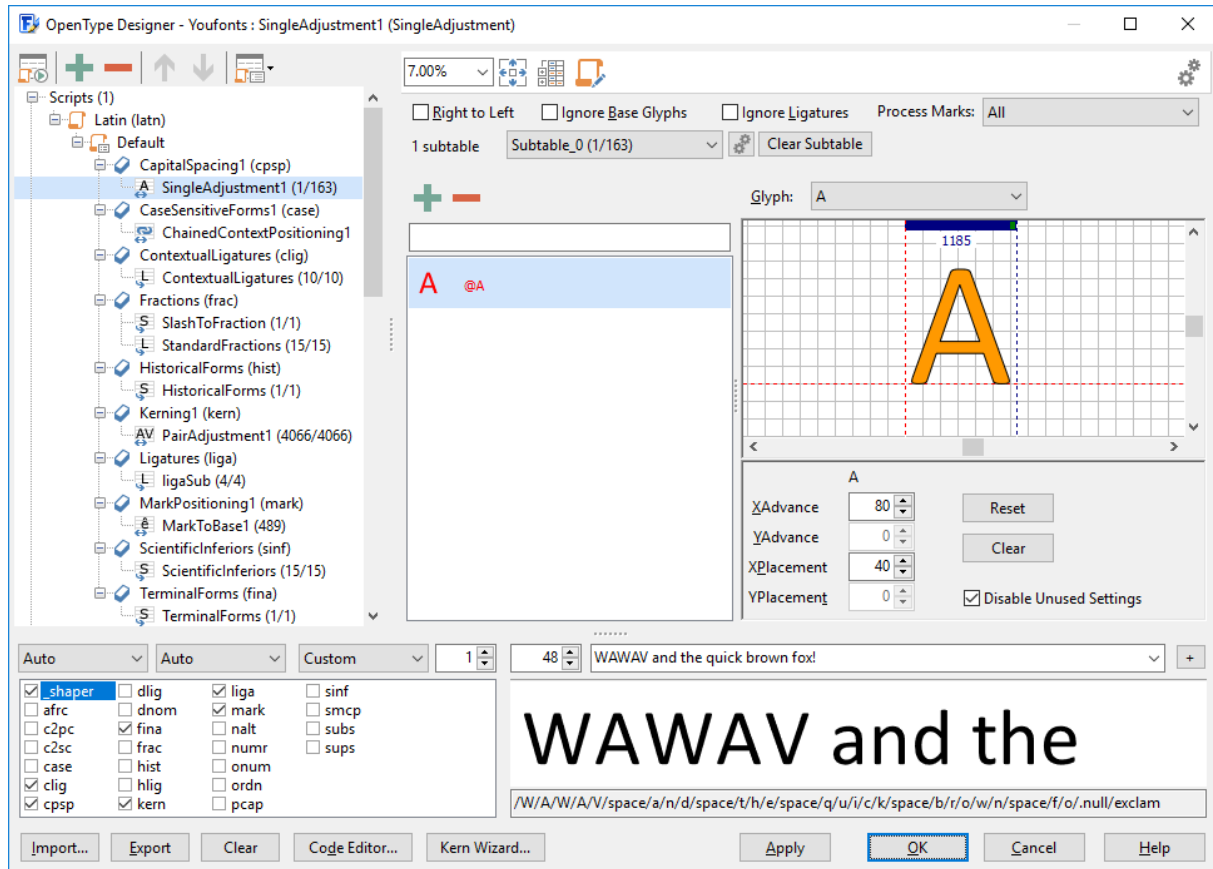 OpenType Designer - Youfonts : SingleAdjustment1 (SingleAdjustment)
7.00%
Scripts (1)
Latin (latn)
Default
CapitalSpacing1 (cpsp)
SingleAdjustment1 (1/163)
CaseSensitiveForms1 (case)
ChainedContextPositioning1
ContextualLigatures (clig)
ContextualLigatures (10/10)
Fractions (frac)
SlashToFraction (1/1)
StandardFractions (15/15)
HistoricalForms (hist)
HistoricalForms (1/1)
Kerning1 (kern)
PairAdjustment1 (4066/4066)
Ligatures (liga)
ligaSub (4/4)
MarkPositioning1 (mark)
MarkToBase1 (489)
ScientificInferiors (sinf)
ScientificInferiors (15/15)
TerminalForms (fina)
TerminalForms (1/1)
Right to Left Ignore Base Glyphs Ignore Ligatures Process Marks: All
1 subtable Subtable_0 (1/163) Clear Subtable
Glyph: A
A @A
1185
A
A
XAdvance 80 Reset
YAdvance 0 Clear
XPlacement 40
YPlacement 0 Disable Unused Settings
Auto Auto Custom 1 48 WAWAV and the quick brown fox! +
_shaper dlig liga sinf
afrc dnom mark smcp
c2pc fina nalt subs
c2sc frac numr sups
case hist onum
clig hlig ordn
cpsp kern pcap
WAWAV and the
/W/A/W/A/V/space/a/n/d/space/t/h/e/space/q/u/i/c/k/space/b/r/o/w/n/space/f/o/.null/exclam
Import... Export Clear Code Editor... Kern Wizard... Apply OK Cancel Help